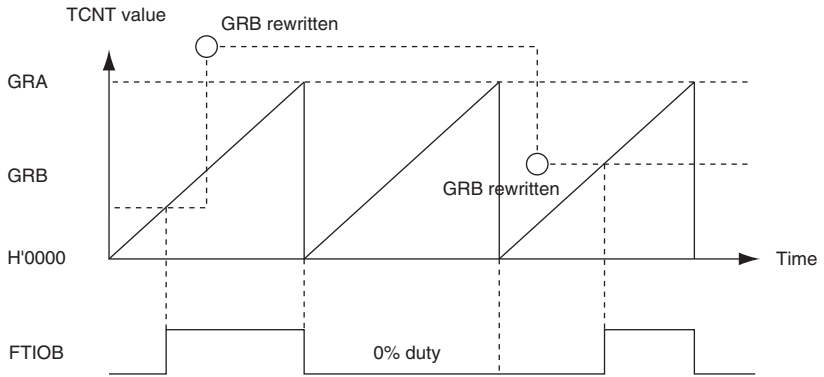 TCNT value
GRB rewritten
GRA
GRB
GRB rewritten
H'0000
Time
FTIOB
0% duty